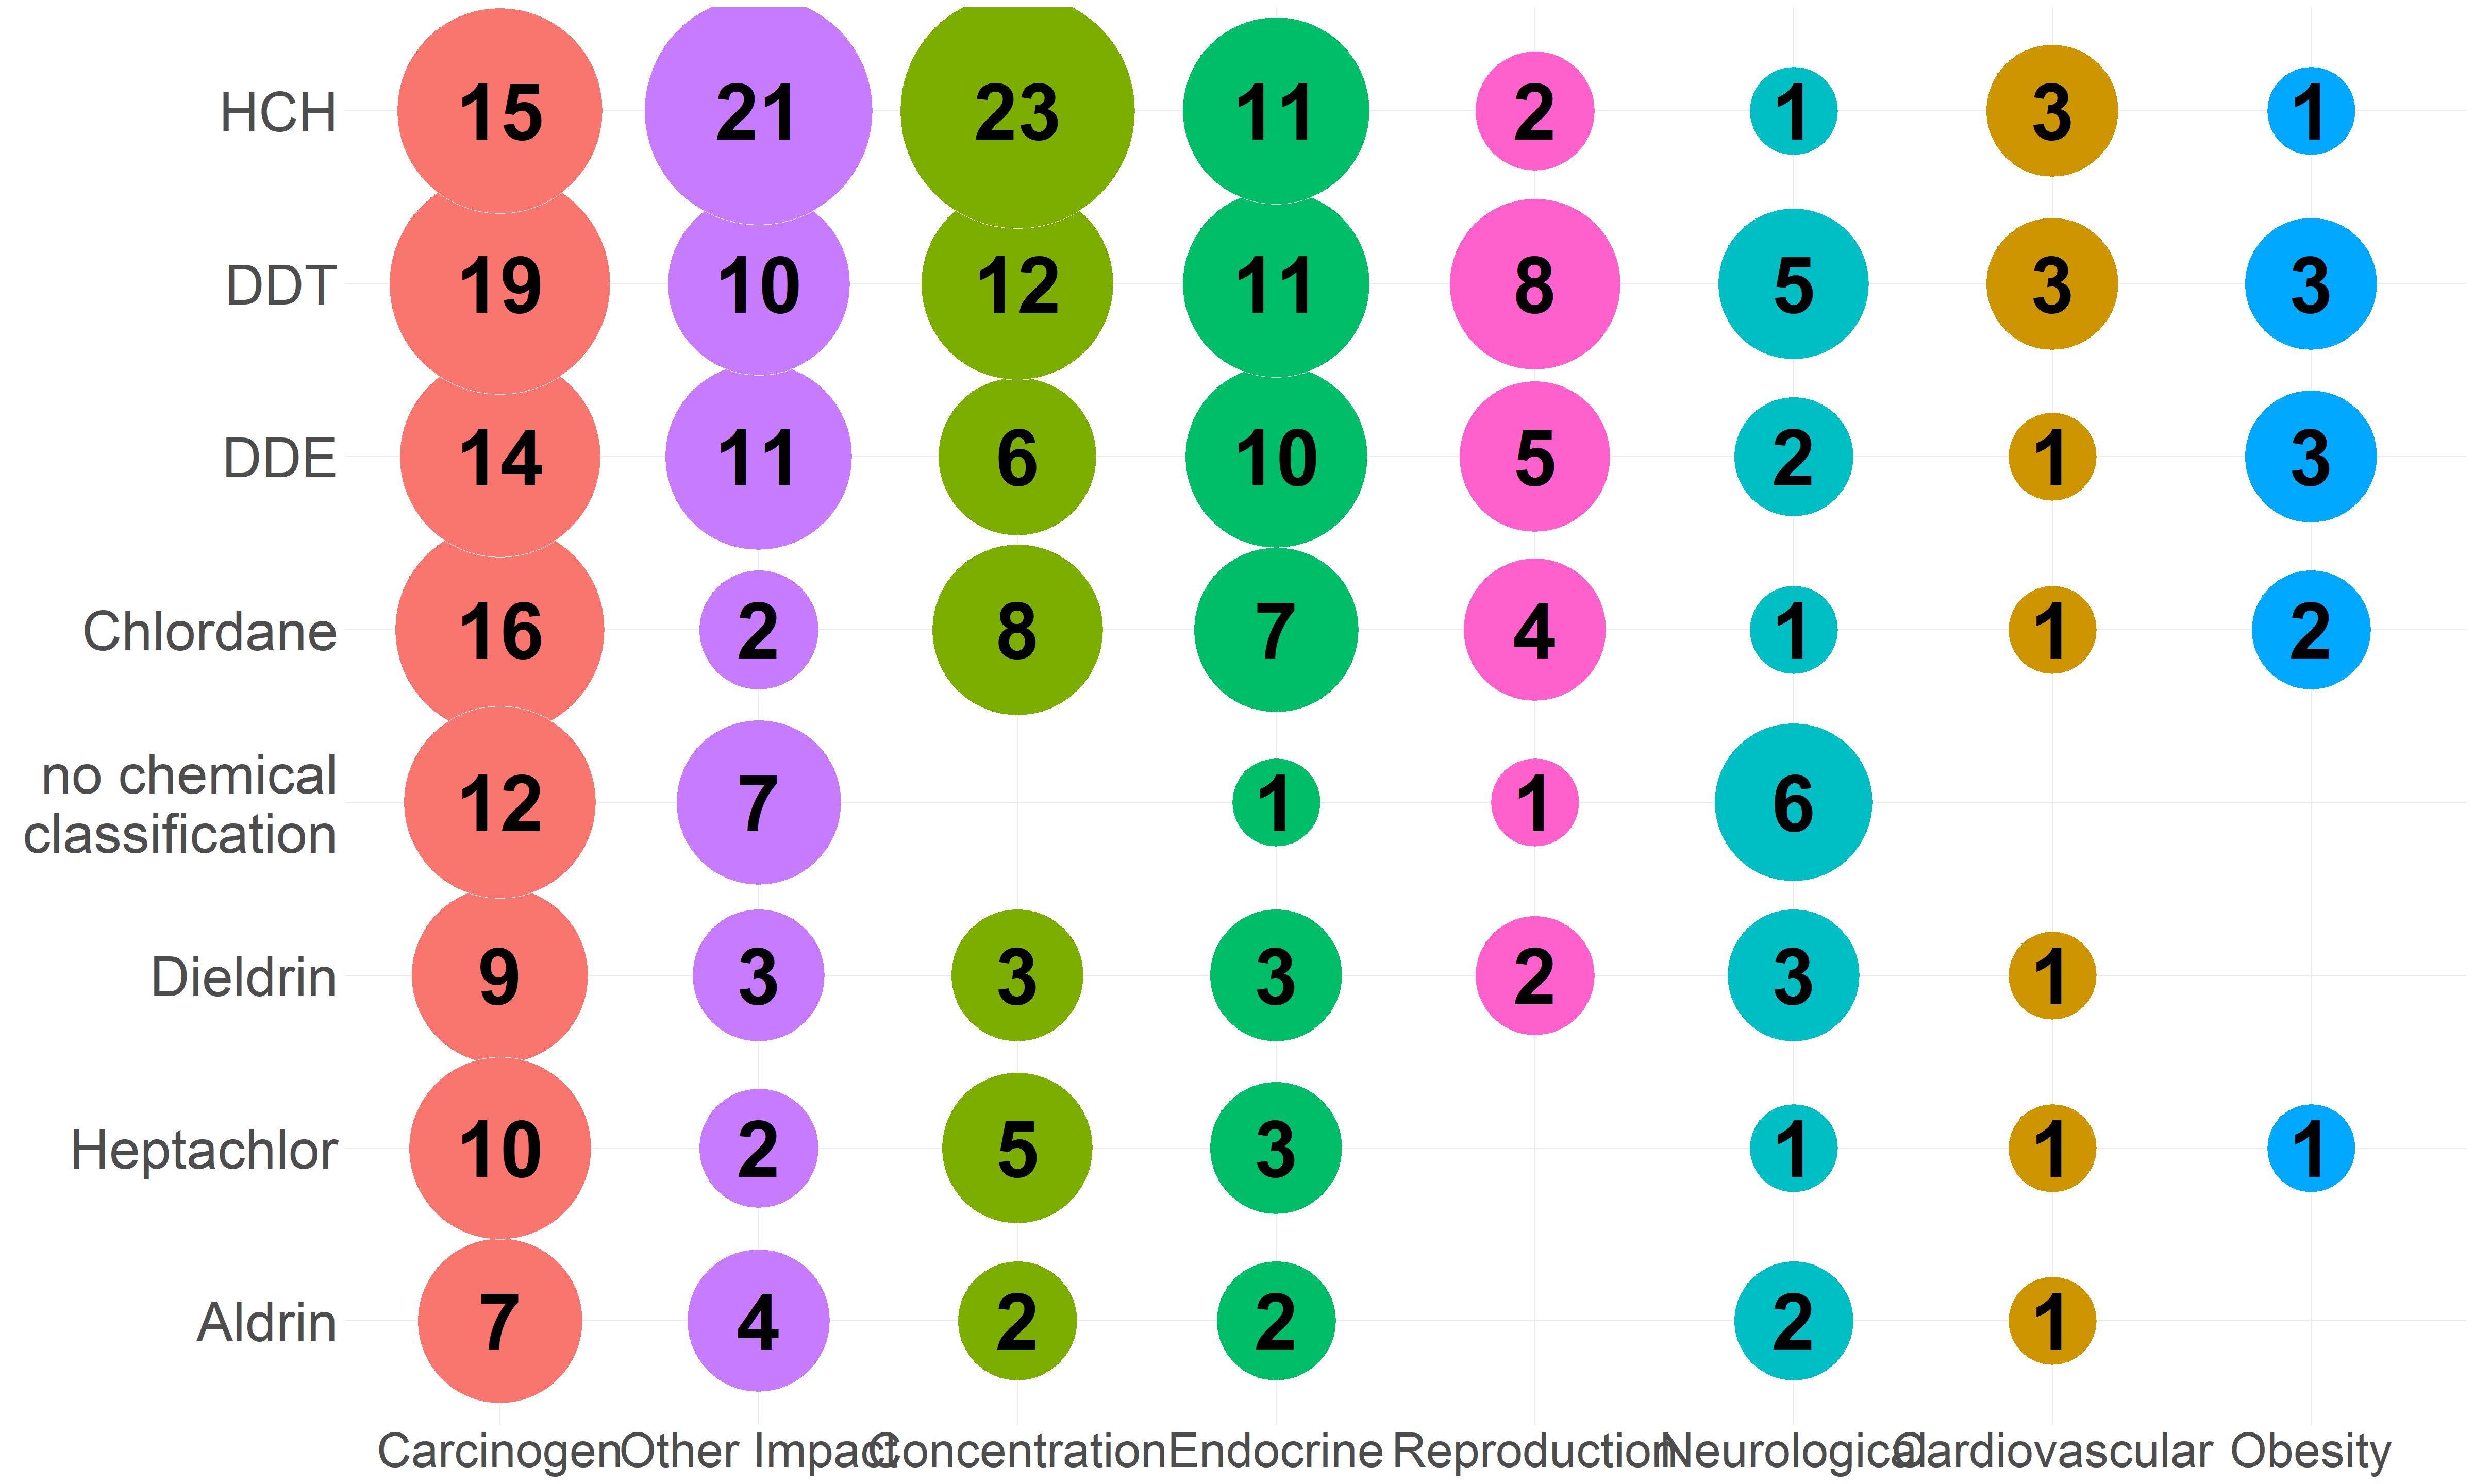 HCH 15 21 23 11 2 1 3 1
DDT 19 10 12 11 8 5 3 3
DDE 14 11 6 10 5 2 1 3
Chlordane 16 2 8 7 4 1 1 2
no chemical
classification 12 7 1 1 6
Dieldrin 9 3 3 3 2 3 1
Heptachlor 10 2 5 3 1 1 1
Aldrin 7 4 2 2 2 1
Carcinogen Other Impact Concentration Endocrine Reproduction Neurological Cardiovascular Obesity